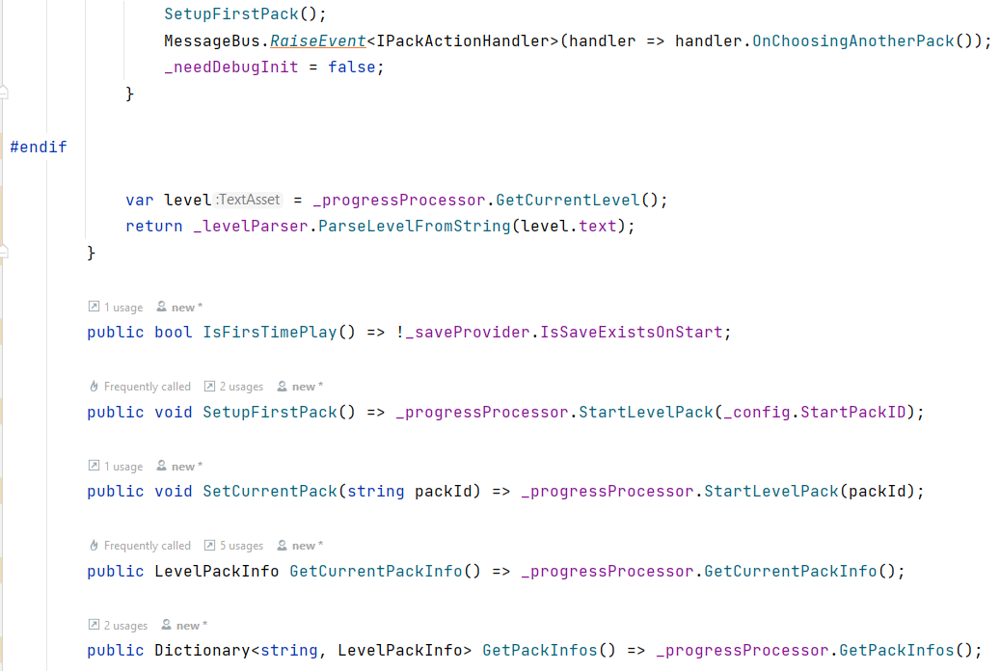 SetupFirstPack();
MessageBus.RaiseEvent<IPackActionHandler>(handler => handler.OnChoosingAnotherPack());
_needDebugInit = false;
}
#endif
var level :TextAsset = _progressProcessor.GetCurrentLevel();
return _levelParser.ParseLevelFromString(level.text);
}
1 usage new *
public bool IsFirsTimePlay() => !_saveProvider.IsSaveExistsOnStart;
Frequently called 2 usages new *
public void SetupFirstPack() => _progressProcessor.StartLevelPack(_config.StartPackID);
1 usage new *
public void SetCurrentPack(string packId) => _progressProcessor.StartLevelPack(packId);
Frequently called 5 usages new *
public LevelPackInfo GetCurrentPackInfo() => _progressProcessor.GetCurrentPackInfo();
2 usages new *
public Dictionary<string, LevelPackInfo> GetPackInfos() => _progressProcessor.GetPackInfos();